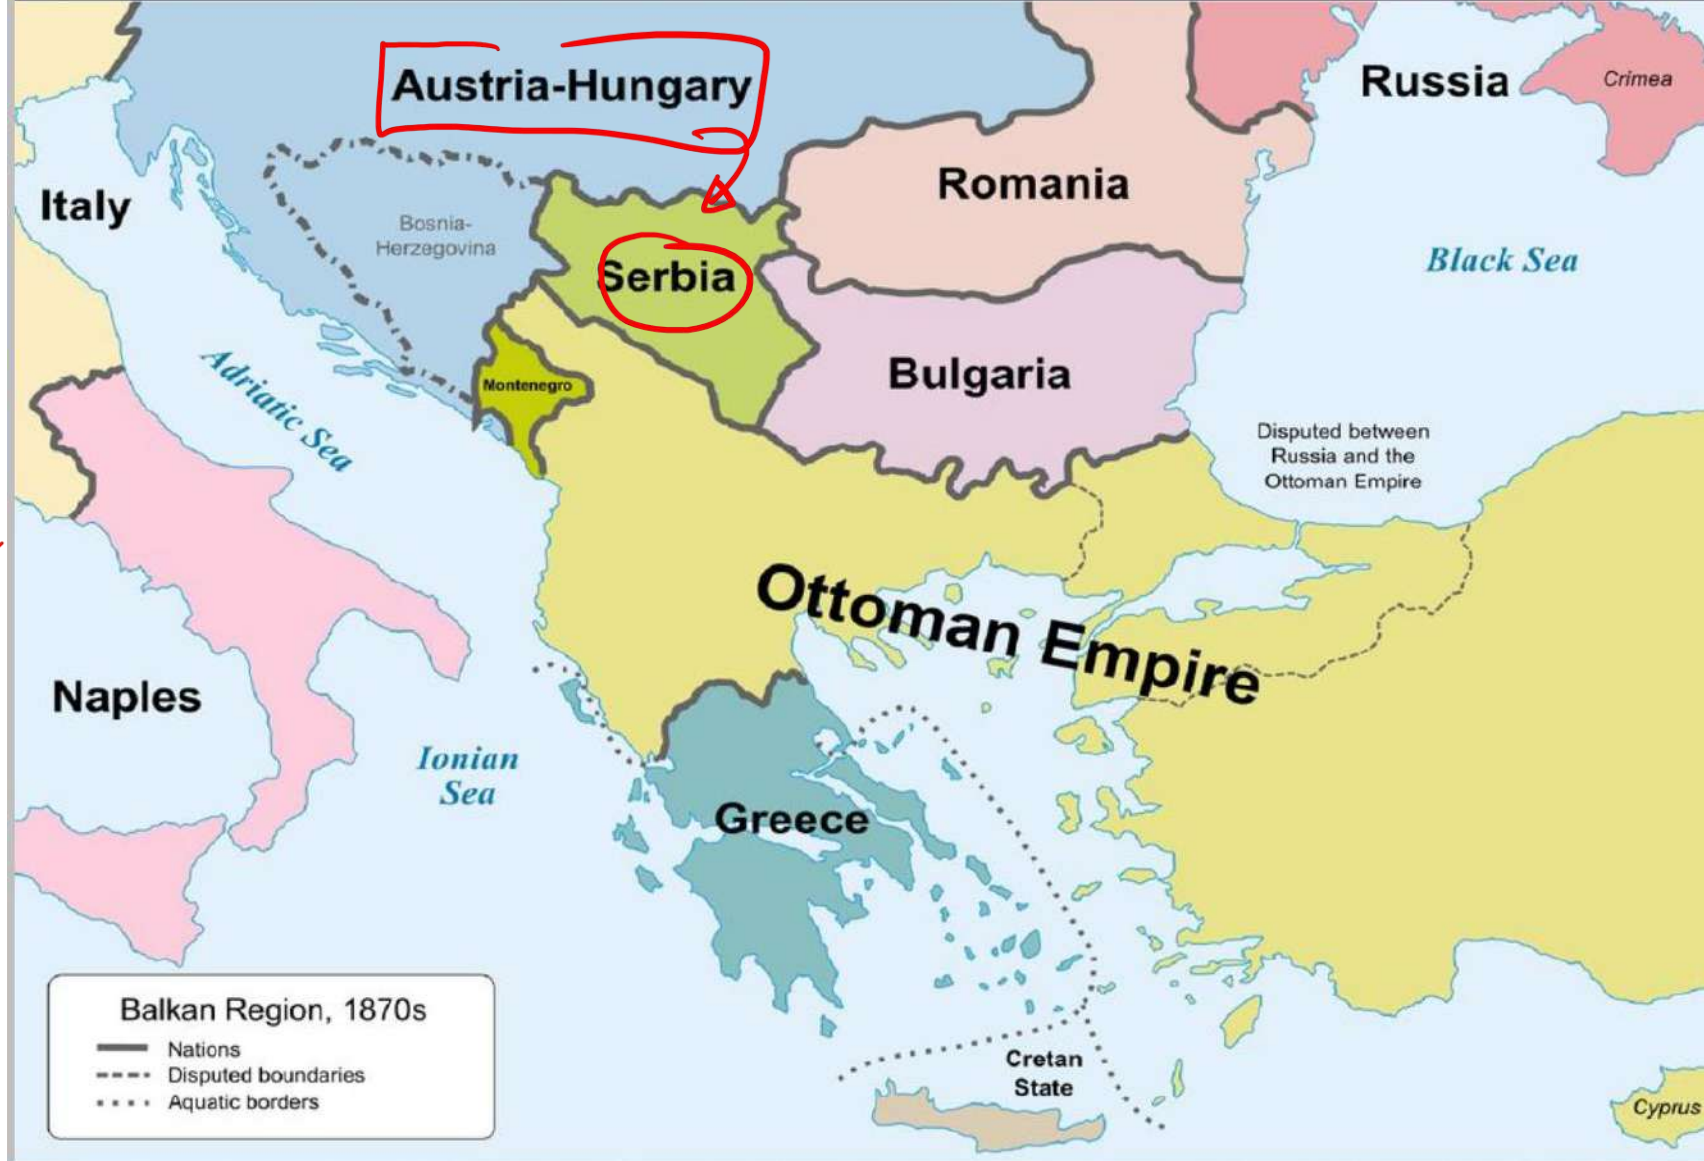 Austria-Hungary
Russia
Crimea
Romania
Italy
Bosnia-
Herzegovina
Serbia
Black Sea
Adriatic Sea
Montenegro
Bulgaria
Disputed between
Russia and the
Ottoman Empire
Ottoman Empire
Naples
Ionian
Sea
Greece
Balkan Region, 1870s
Nations
Disputed boundaries
Aquatic borders
Cretan
State
Cyprus